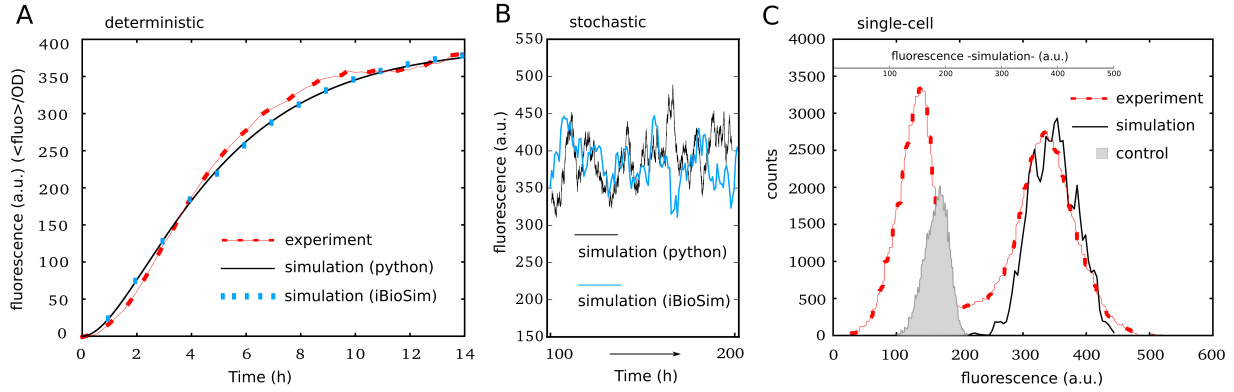 A
deterministic
fluorescence (a.u.) (<fluo>/OD)
400
350
300
250
200
150
100
50
0
experiment
simulation (python)
simulation (iBioSim)
0 2 4 6 8 10 12 14
Time (h)
B
stochastic
fluorescence (a.u.)
550
500
450
400
350
500
250
200
150
simulation (python)
simulation (iBioSim)
100 200
Time (h)
C
single-cell
counts
4000
3500
3000
2500
2000
1500
1000
500
0
fluorescence -simulation- (a.u.)
100 200 300 400 500
experiment
simulation
control
0 100 200 300 400 500 600
fluorescence (a.u.)